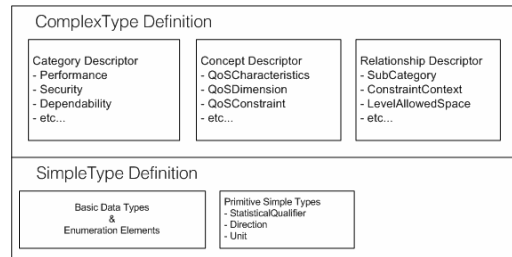 ComplexType Definition
Category Descriptor
- Performance
- Security
- Dependability
- etc...
Concept Descriptor
- QoSCharacteristics
- QoSDimension
- QoSConstraint
- etc...
Relationship Descriptor
- SubCategory
- ConstraintContext
- LevelAllowedSpace
- etc...
SimpleType Definition
Basic Data Types
&
Enumeration Elements
Primitive Simple Types
- StatisticalQualifier
- Direction
- Unit